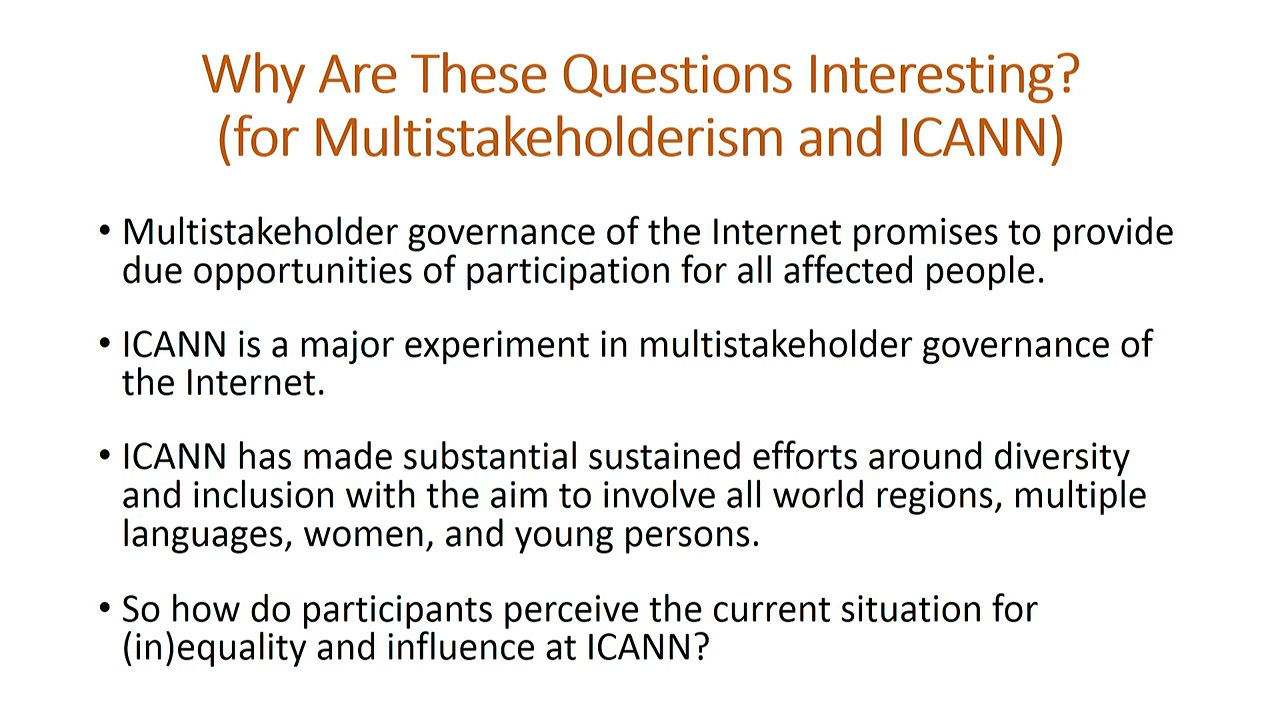 Why Are These Questions Interesting?
(for Multistakeholderism and ICANN)
• Multistakeholder governance of the Internet promises to provide
due opportunities of participation for all affected people.
• ICANN is a major experiment in multistakeholder governance of
the Internet.
• ICANN has made substantial sustained efforts around diversity
and inclusion with the aim to involve all world regions, multiple
languages, women, and young persons.
• So how do participants perceive the current situation for
(in)equality and influence at ICANN?